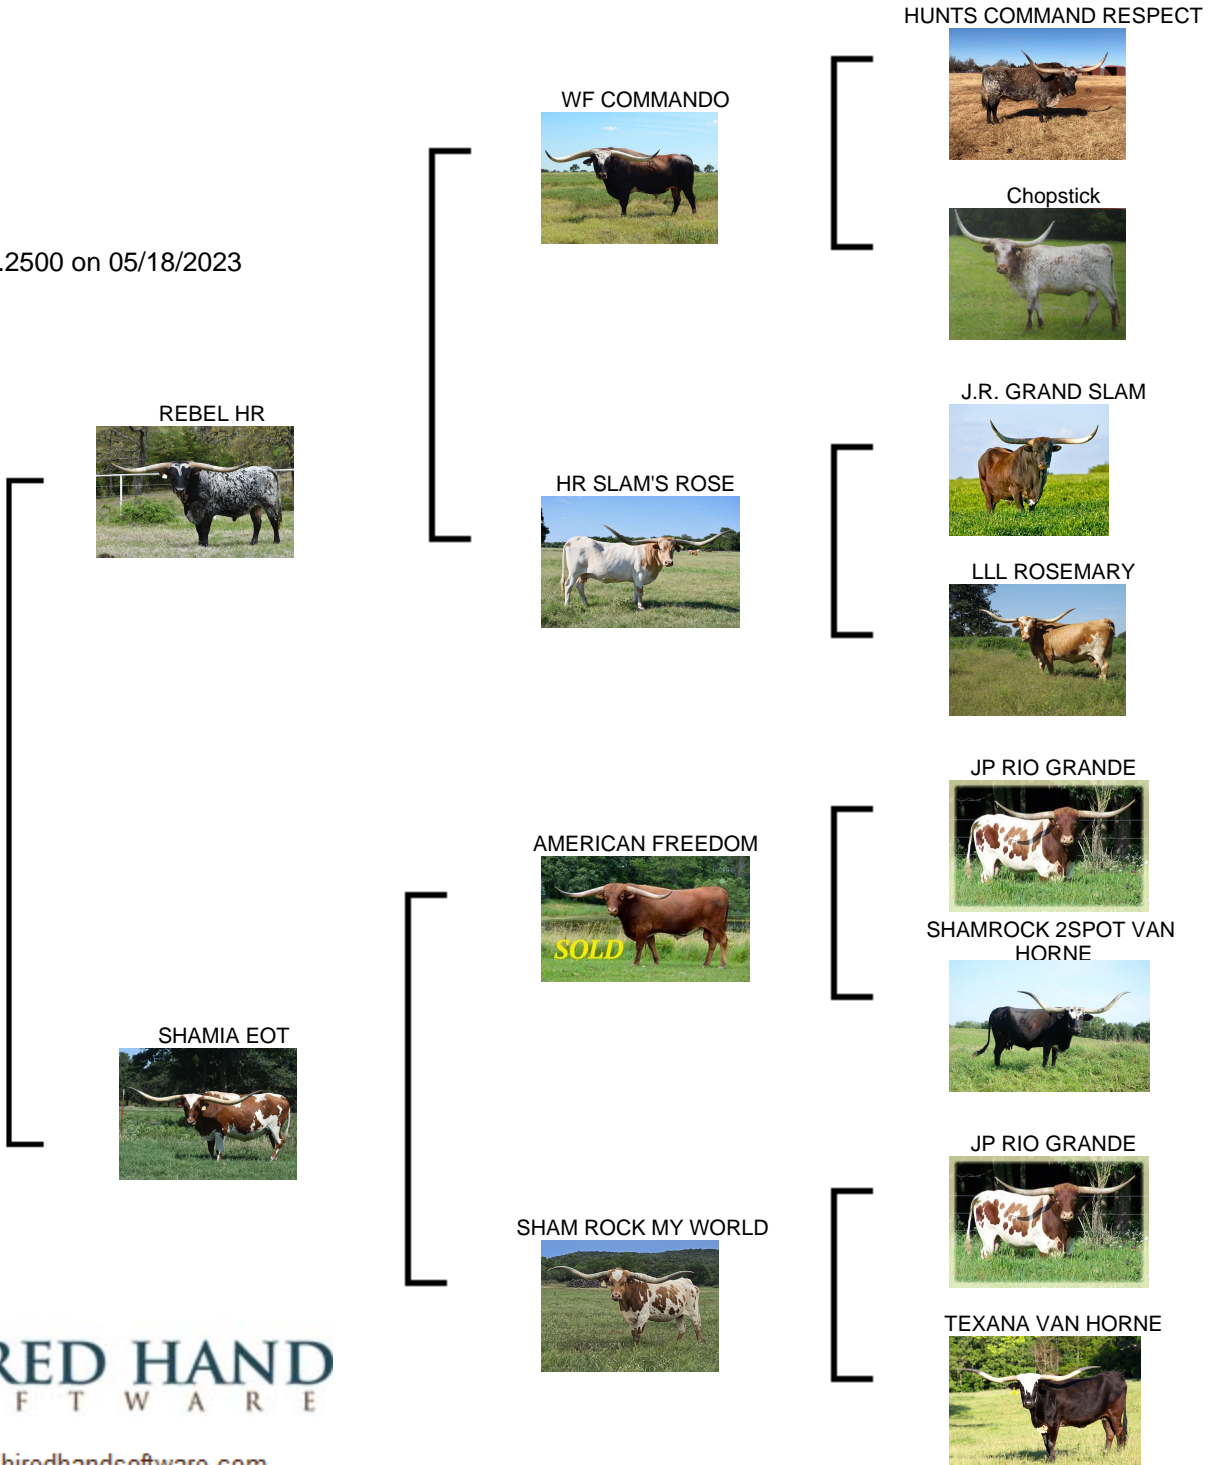 HUNTS COMMAND RESPECT
WF COMMANDO
Chopstick
.2500 on 05/18/2023
J.R. GRAND SLAM
REBEL HR
HR SLAM'S ROSE
LLL ROSEMARY
JP RIO GRANDE
AMERICAN FREEDOM
SOLD
SHAMROCK 2SPOT VAN
HORNE
SHAMIA EOT
JP RIO GRANDE
SHAM ROCK MY WORLD
TEXANA VAN HORNE
RED HAND
F T W A R E
hiredhandsoftware.com